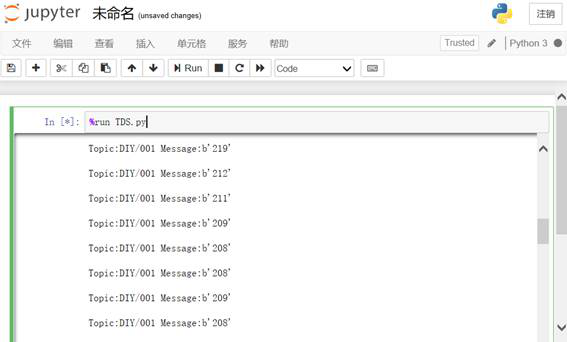 jupyter 未命名 (unsaved changes) 注销
文件 编辑 查看 插入 单元格 服务 帮助 Trusted Python 3
Run Code
In [*]: %run TDS.py
Topic:DIY/001 Message:b'219'
Topic:DIY/001 Message:b'212'
Topic:DIY/001 Message:b'211'
Topic:DIY/001 Message:b'209'
Topic:DIY/001 Message:b'208'
Topic:DIY/001 Message:b'208'
Topic:DIY/001 Message:b'209'
Topic:DIY/001 Message:b'208'